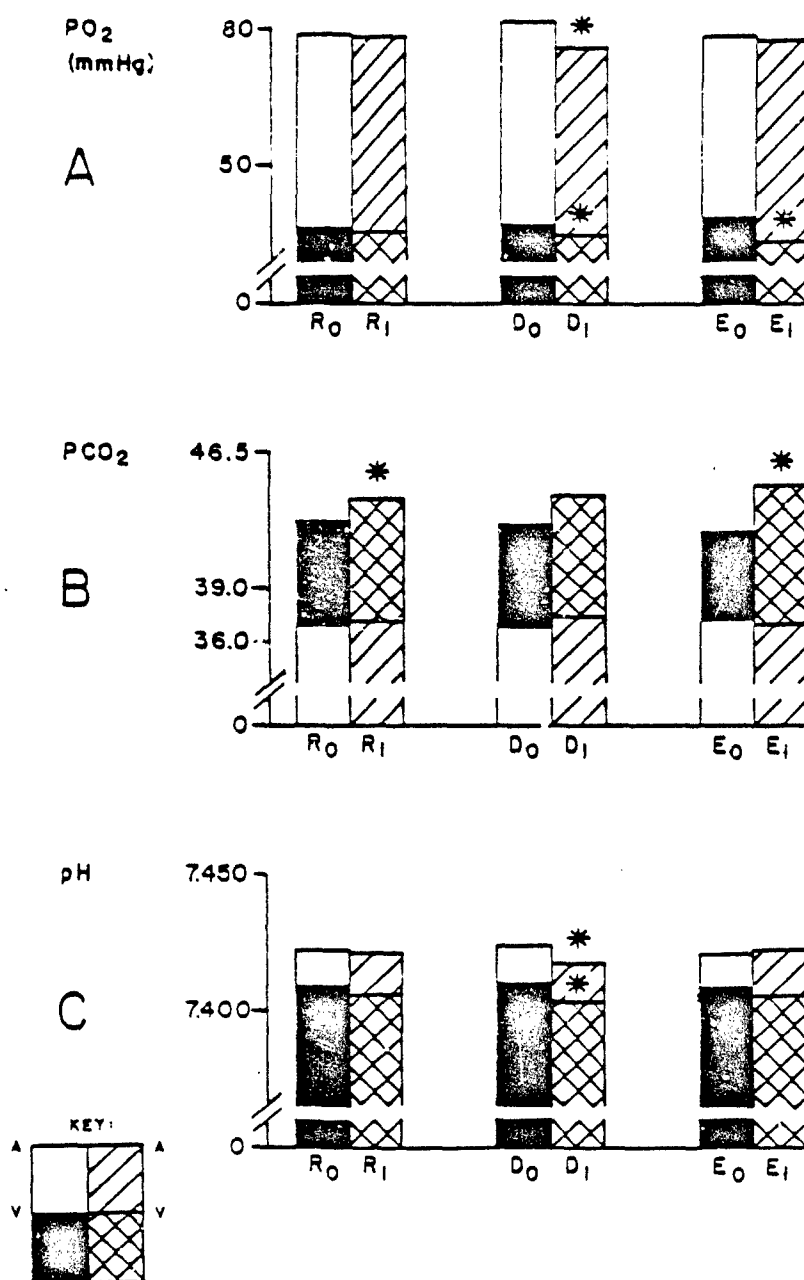 PO2
(mmHg)
80
A
50
0
R0 R1 D0 D1 E0 E1
PCO2
46.5
B
39.0
36.0
0
R0 R1 D0 D1 E0 E1
pH
7.450
C
7.400
0
R0 R1 D0 D1 E0 E1
KEY:
A A
V V